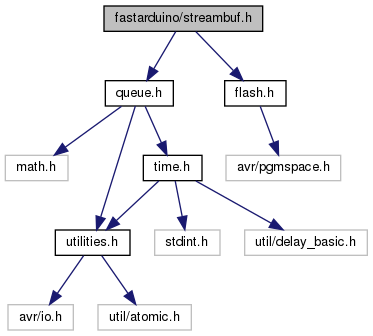 fastarduino/streambuf.h
queue.h
flash.h
math.h
time.h
avr/pgmspace.h
utilities.h
stdint.h
util/delay_basic.h
avr/io.h
util/atomic.h